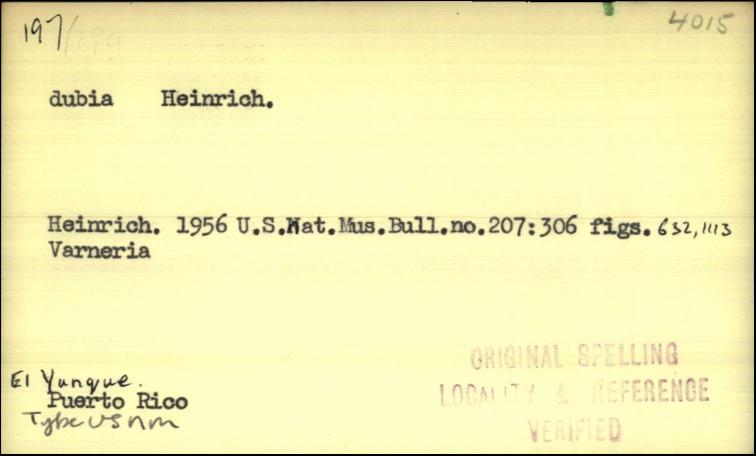 197
4015
dubia Heinrich.
Heinrich. 1956 U.S.Nat.Mus.Bull.no.207:306 figs. 632, 1113
Varneria
El Yunque.
Puerto Rico
Type USNM
ORIGINAL SPELLING
LOCALITY & REFERENCE
VERIFIED